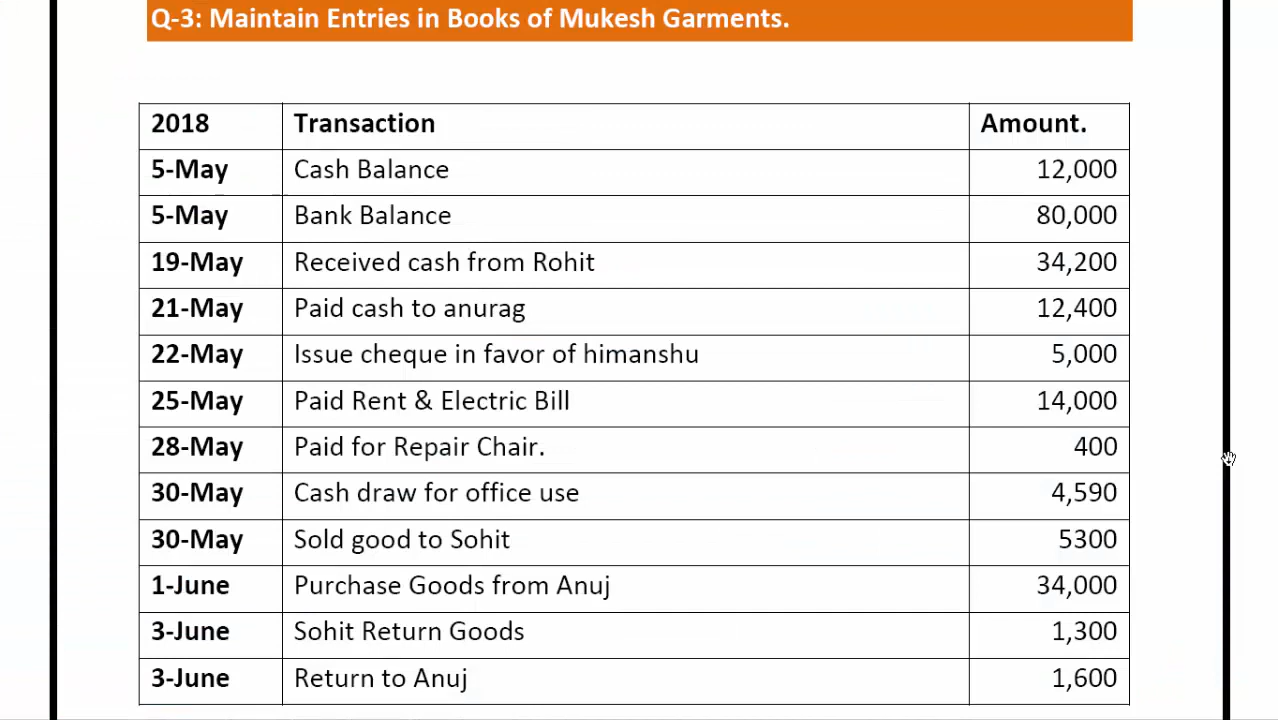 Q-3: Maintain Entries in Books of Mukesh Garments.
2018 Transaction Amount.
5-May Cash Balance 12,000
5-May Bank Balance 80,000
19-May Received cash from Rohit 34,200
21-May Paid cash to anurag 12,400
22-May Issue cheque in favor of himanshu 5,000
25-May Paid Rent & Electric Bill 14,000
28-May Paid for Repair Chair. 400
30-May Cash draw for office use 4,590
30-May Sold good to Sohit 5300
1-June Purchase Goods from Anuj 34,000
3-June Sohit Return Goods 1,300
3-June Return to Anuj 1,600